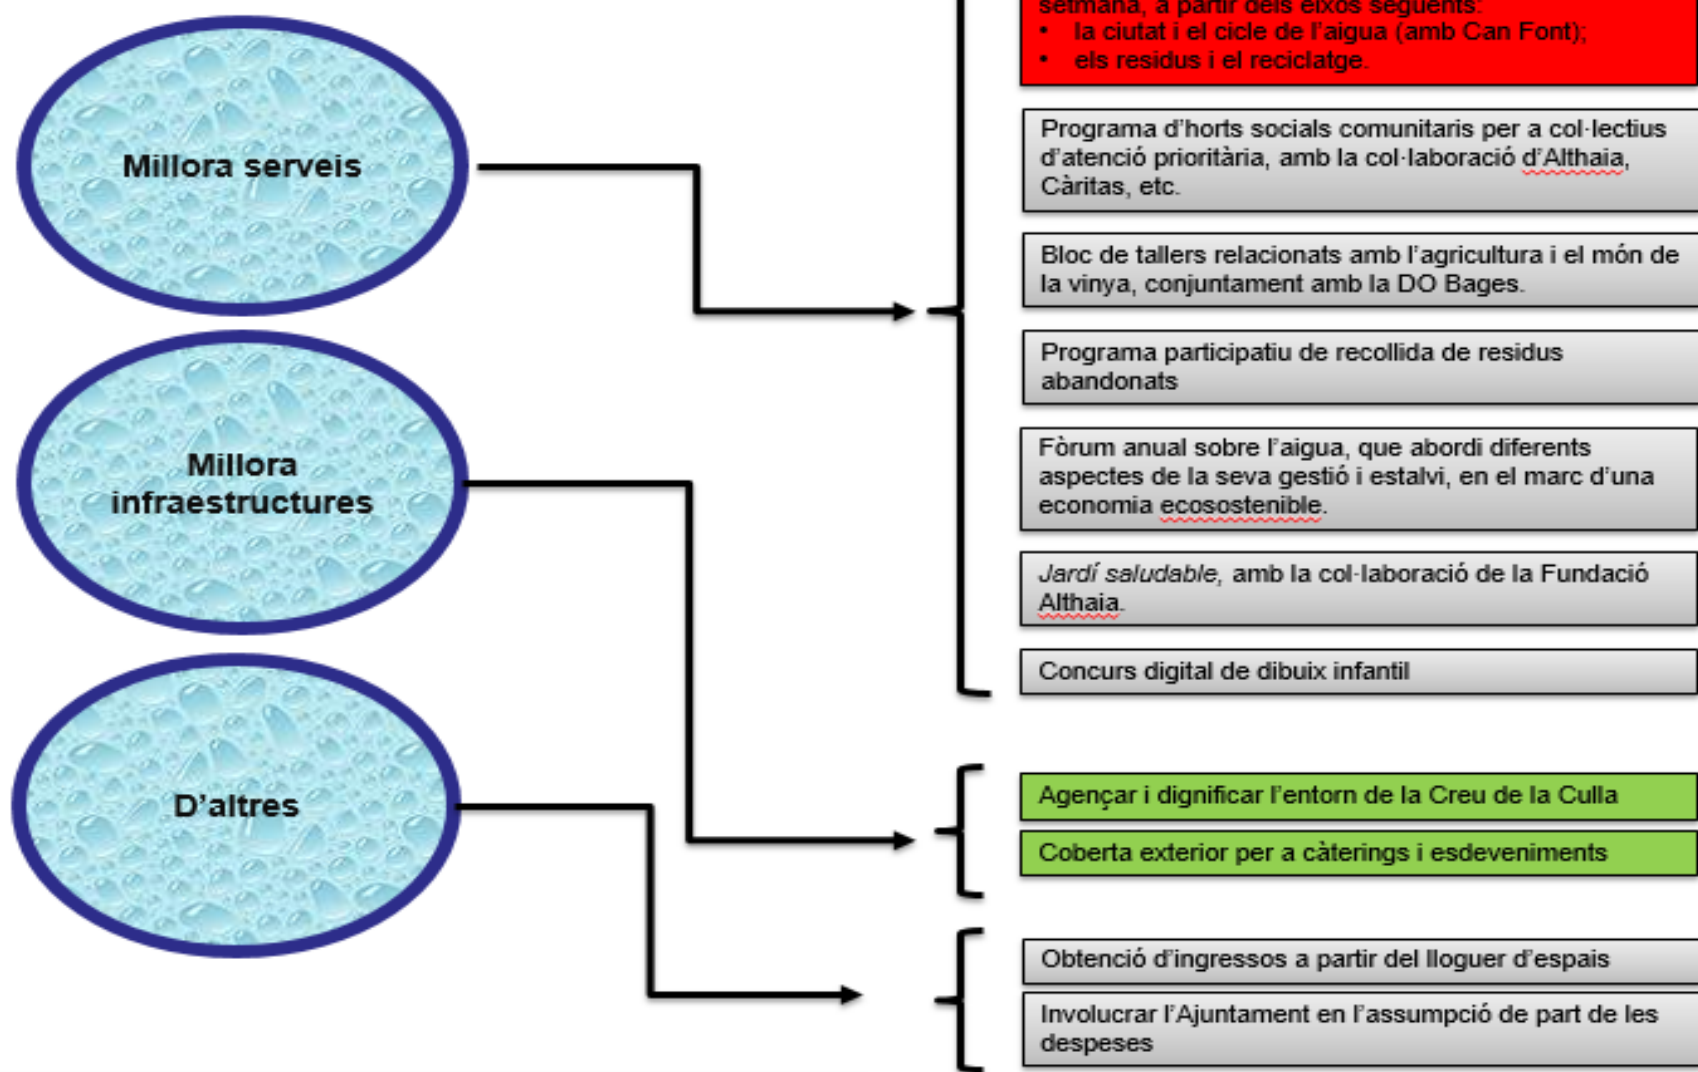 Millora serveis
Millora
infraestructures
D'altres
setmana, a partir dels eixos següents:
• la ciutat i el cicle de l'aigua (amb Can Font);
• els residus i el reciclatge.
Programa d'horts socials comunitaris per a col·lectius
d'atenció prioritària, amb la col·laboració d'Althaia,
Càritas, etc.
Bloc de tallers relacionats amb l'agricultura i el món de
la vinya, conjuntament amb la DO Bages.
Programa participatiu de recollida de residus
abandonats
Fòrum anual sobre l'aigua, que abordi diferents
aspectes de la seva gestió i estalvi, en el marc d'una
economia ecosostenible.
Jardí saludable, amb la col·laboració de la Fundació
Althaia.
Concurs digital de dibuix infantil
Agençar i dignificar l'entorn de la Creu de la Culla
Coberta exterior per a càterings i esdeveniments
Obtenció d'ingressos a partir del lloguer d'espais
Involucrar l'Ajuntament en l'assumpció de part de les
despeses